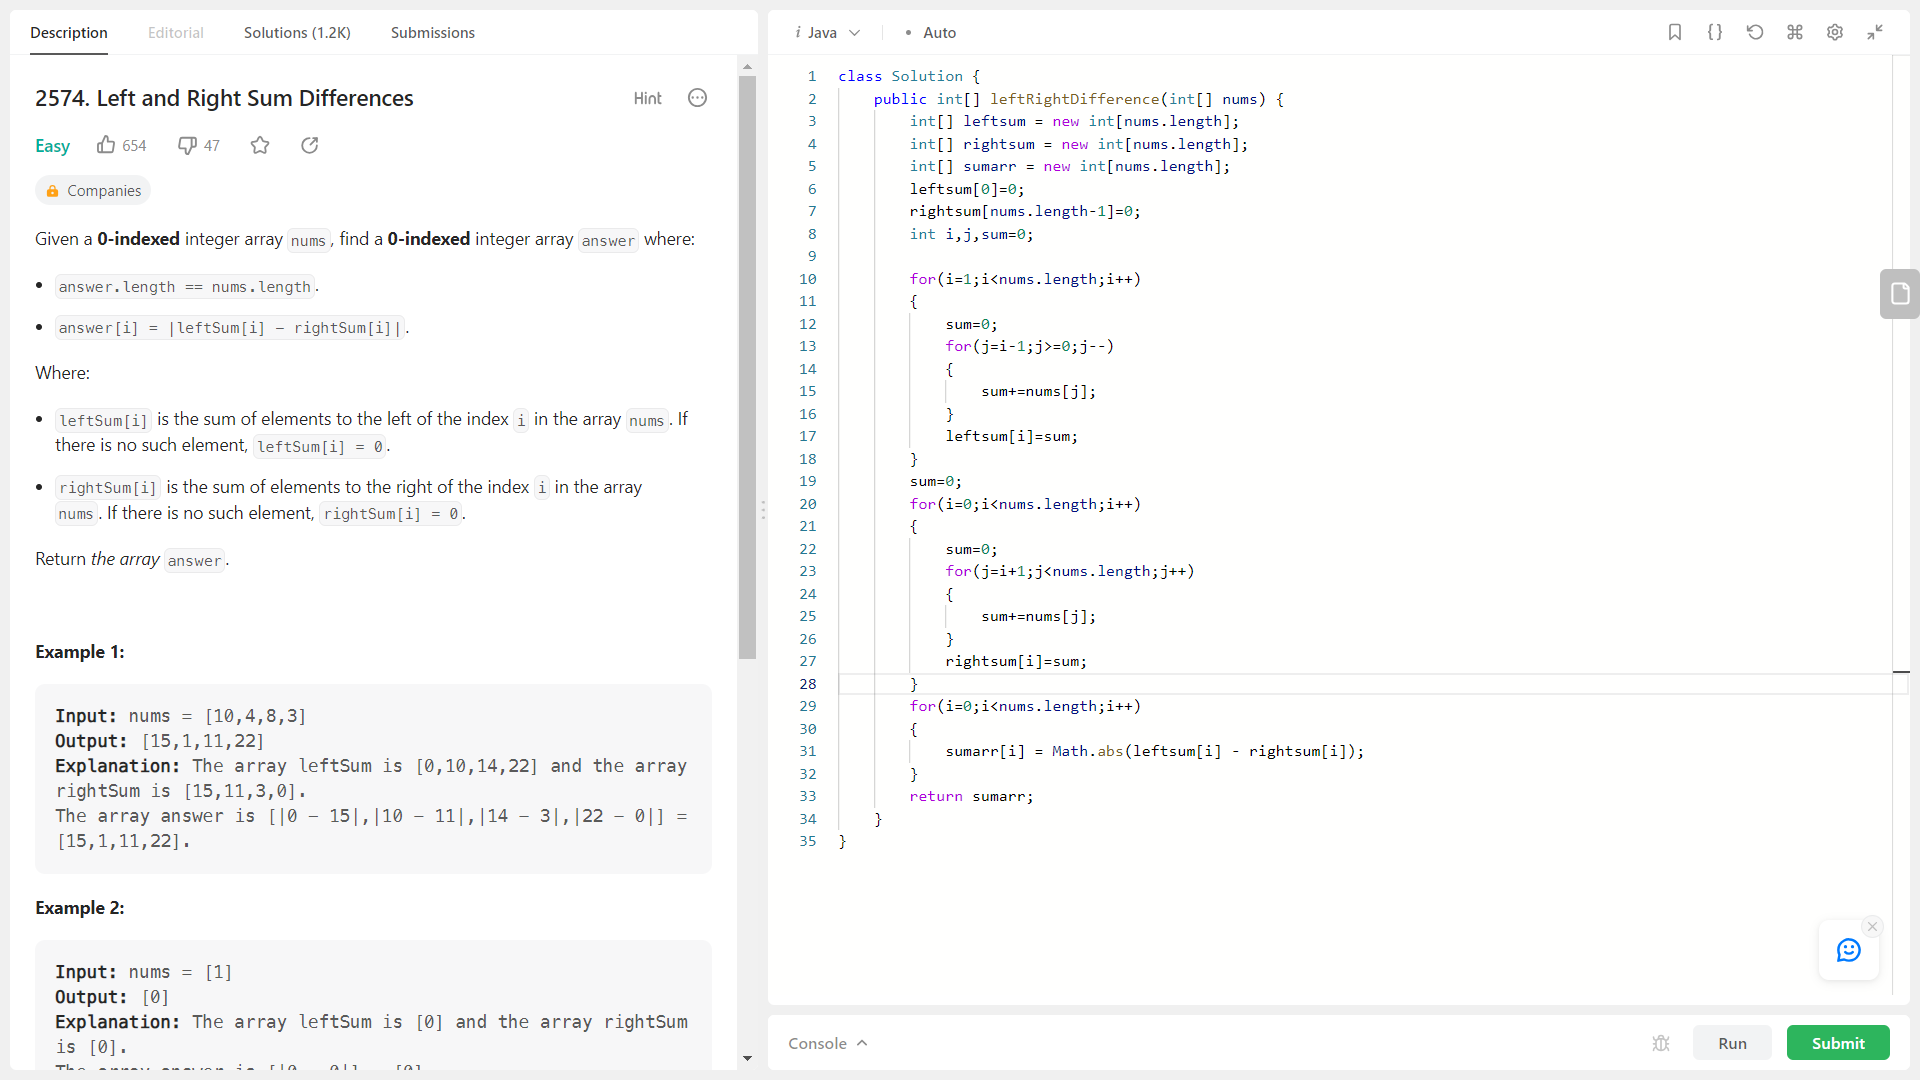 Description Editorial Solutions (1.2K) Submissions
2574. Left and Right Sum Differences
Hint
Easy 654 47
Companies
Given a 0-indexed integer array nums, find a 0-indexed integer array answer where:
• answer.length == nums.length.
• answer[i] = |leftSum[i] - rightSum[i]|.
Where:
• leftSum[i] is the sum of elements to the left of the index i in the array nums. If
there is no such element, leftSum[i] = 0.
• rightSum[i] is the sum of elements to the right of the index i in the array
nums. If there is no such element, rightSum[i] = 0.
Return the array answer.
Example 1:
Input: nums = [10,4,8,3]
Output: [15,1,11,22]
Explanation: The array leftSum is [0,10,14,22] and the array
rightSum is [15,11,3,0].
The array answer is [|0 - 15|,|10 - 11|,|14 - 3|,|22 - 0|] =
[15,1,11,22].
Example 2:
Input: nums = [1]
Output: [0]
Explanation: The array leftSum is [0] and the array rightSum
is [0].
The array answer is [|0 - 0|] = [0].
i Java • Auto
1 class Solution {
2 public int[] leftRightDifference(int[] nums) {
3 int[] leftsum = new int[nums.length];
4 int[] rightsum = new int[nums.length];
5 int[] sumarr = new int[nums.length];
6 leftsum[0]=0;
7 rightsum[nums.length-1]=0;
8 int i,j,sum=0;
9
10 for(i=1;i<nums.length;i++)
11 {
12 sum=0;
13 for(j=i-1;j>=0;j--)
14 {
15 sum+=nums[j];
16 }
17 leftsum[i]=sum;
18 }
19 sum=0;
20 for(i=0;i<nums.length;i++)
21 {
22 sum=0;
23 for(j=i+1;j<nums.length;j++)
24 {
25 sum+=nums[j];
26 }
27 rightsum[i]=sum;
28 }
29 for(i=0;i<nums.length;i++)
30 {
31 sumarr[i] = Math.abs(leftsum[i] - rightsum[i]);
32 }
33 return sumarr;
34 }
35 }
Console
Run
Submit